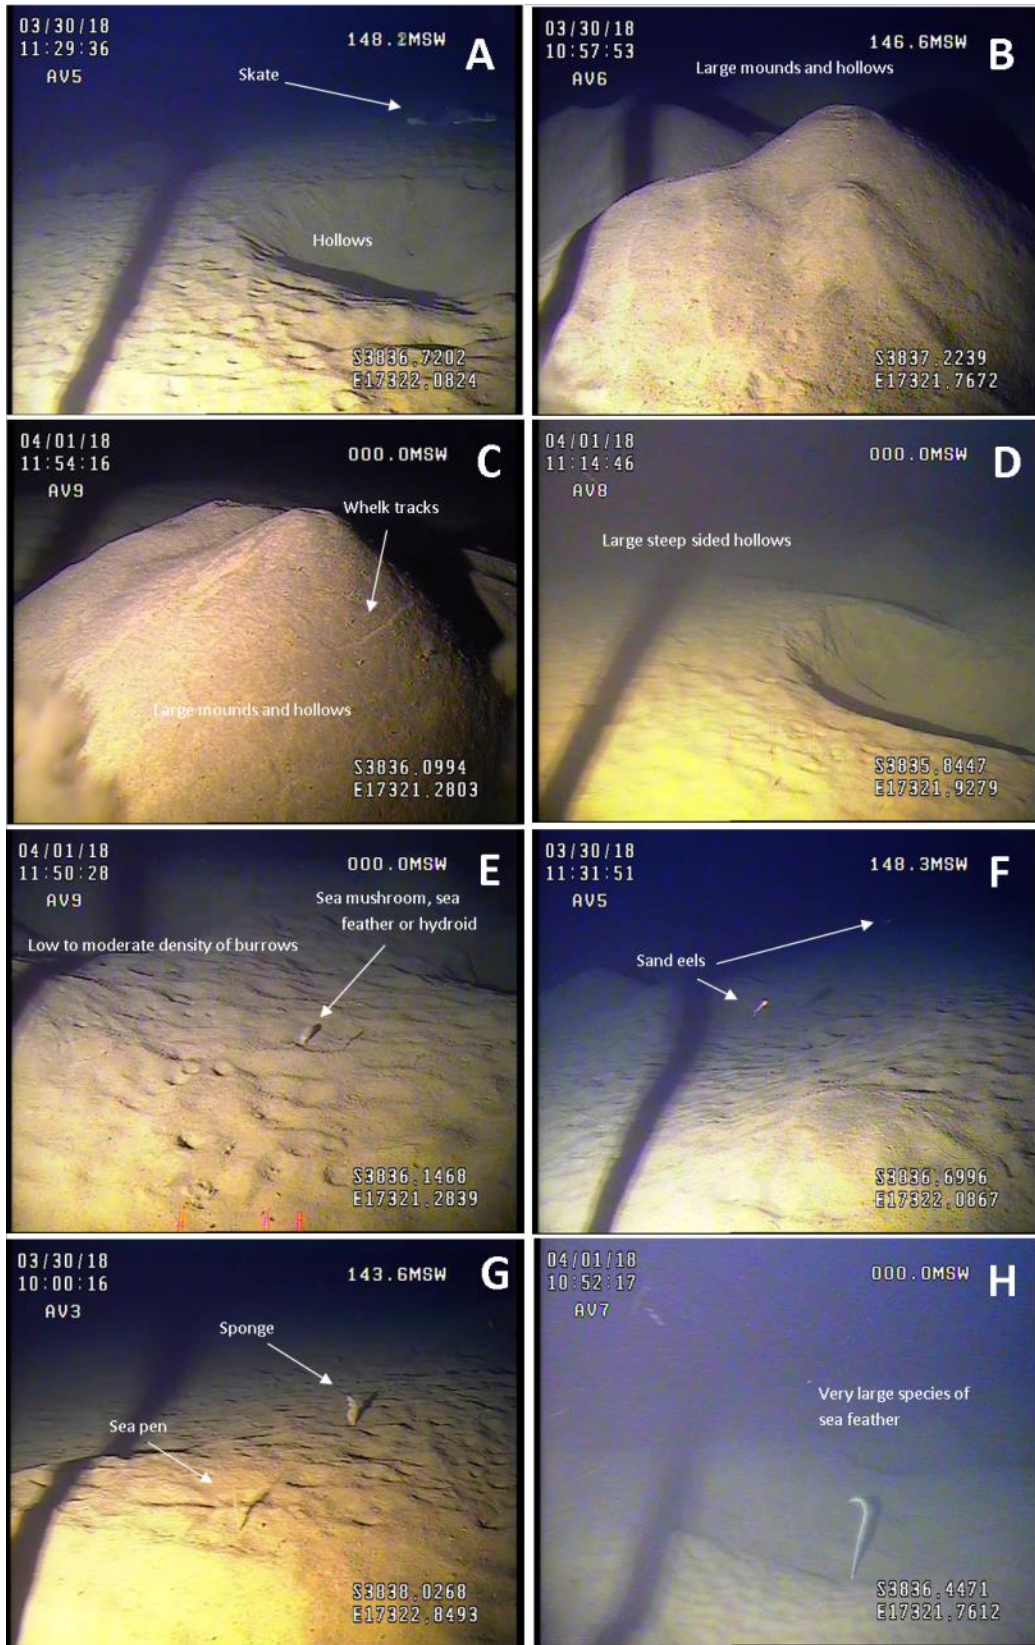 03/30/18
11:29:36
AV5
148.2MSW
A
Skate
Hollows
S3836.7202
E17322.0824
03/30/18
10:57:53
AV6
146.6MSW
B
Large mounds and hollows
S3837.2239
E17321.7672
04/01/18
11:54:16
AV9
000.0MSW
C
Whelk tracks
Large mounds and hollows
S3836.0994
E17321.2803
04/01/18
11:14:46
AV8
000.0MSW
D
Large steep sided hollows
S3835.8447
E17321.9279
04/01/18
11:50:28
AV9
000.0MSW
E
Sea mushroom, sea
feather or hydroid
Low to moderate density of burrows
S3836.1468
E17321.2839
03/30/18
11:31:51
AV5
148.3MSW
F
Sand eels
S3836.6996
E17322.0867
03/30/18
10:00:16
AV3
143.6MSW
G
Sponge
Sea pen
S3838.0268
E17322.8493
04/01/18
10:52:17
AV7
000.0MSW
H
Very large species of
sea feather
S3836.4471
E17321.7612